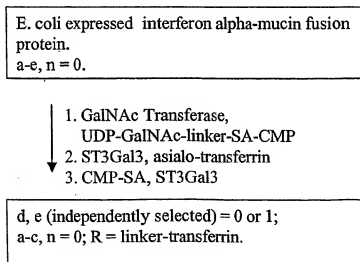 E. coli expressed interferon alpha-mucin fusion
protein.
a-e, n = 0.
1. GalNAc Transferase,
UDP-GalNAc-linker-SA-CMP
2. ST3Gal3, asialo-transferrin
3. CMP-SA, ST3Gal3
d, e (independently selected) = 0 or 1;
a-c, n = 0; R = linker-transferrin.